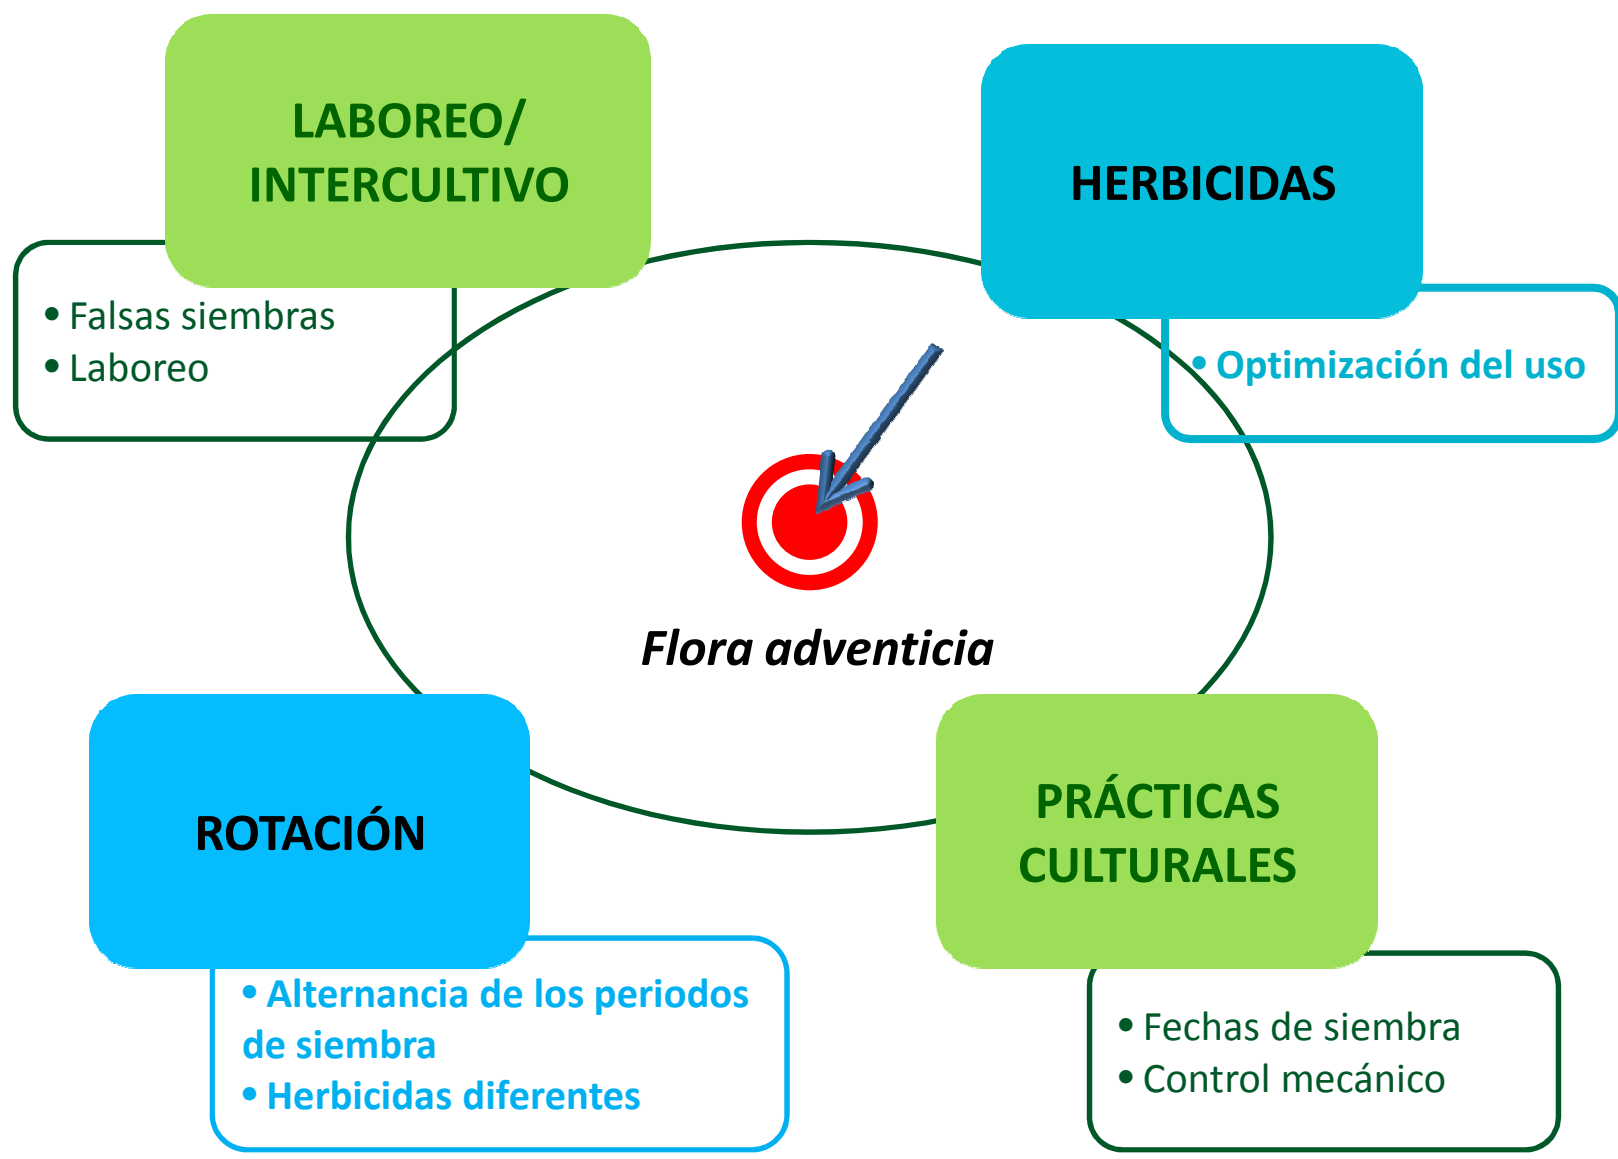 LABOREO/
INTERCULTIVO
• Falsas siembras
• Laboreo
HERBICIDAS
• Optimización del uso
Flora adventicia
ROTACIÓN
• Alternancia de los periodos
de siembra
• Herbicidas diferentes
PRÁCTICAS
CULTURALES
• Fechas de siembra
• Control mecánico